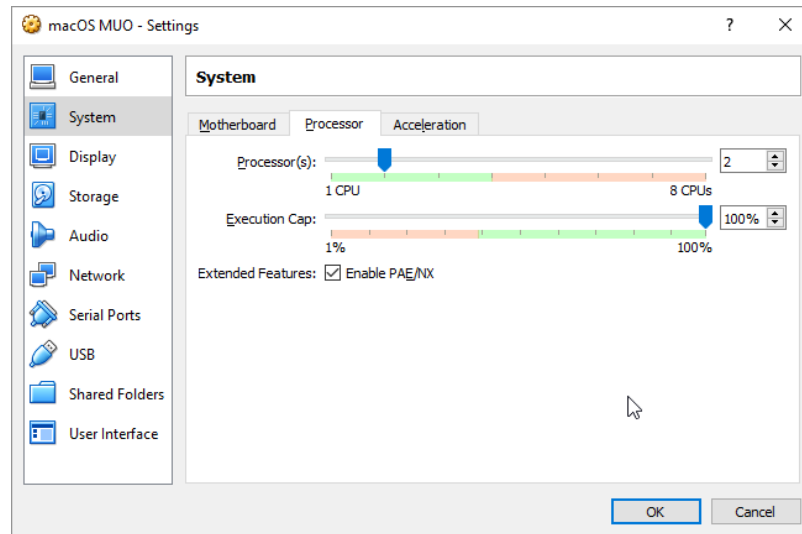 macOS MUO - Settings
?
General
System
Display
Storage
Audio
Network
Serial Ports
USB
Shared Folders
User Interface
System
Motherboard Processor Acceleration
Processor(s): 2
1 CPU 8 CPUs
Execution Cap: 100%
1% 100%
Extended Features: Enable PAE/NX
OK Cancel